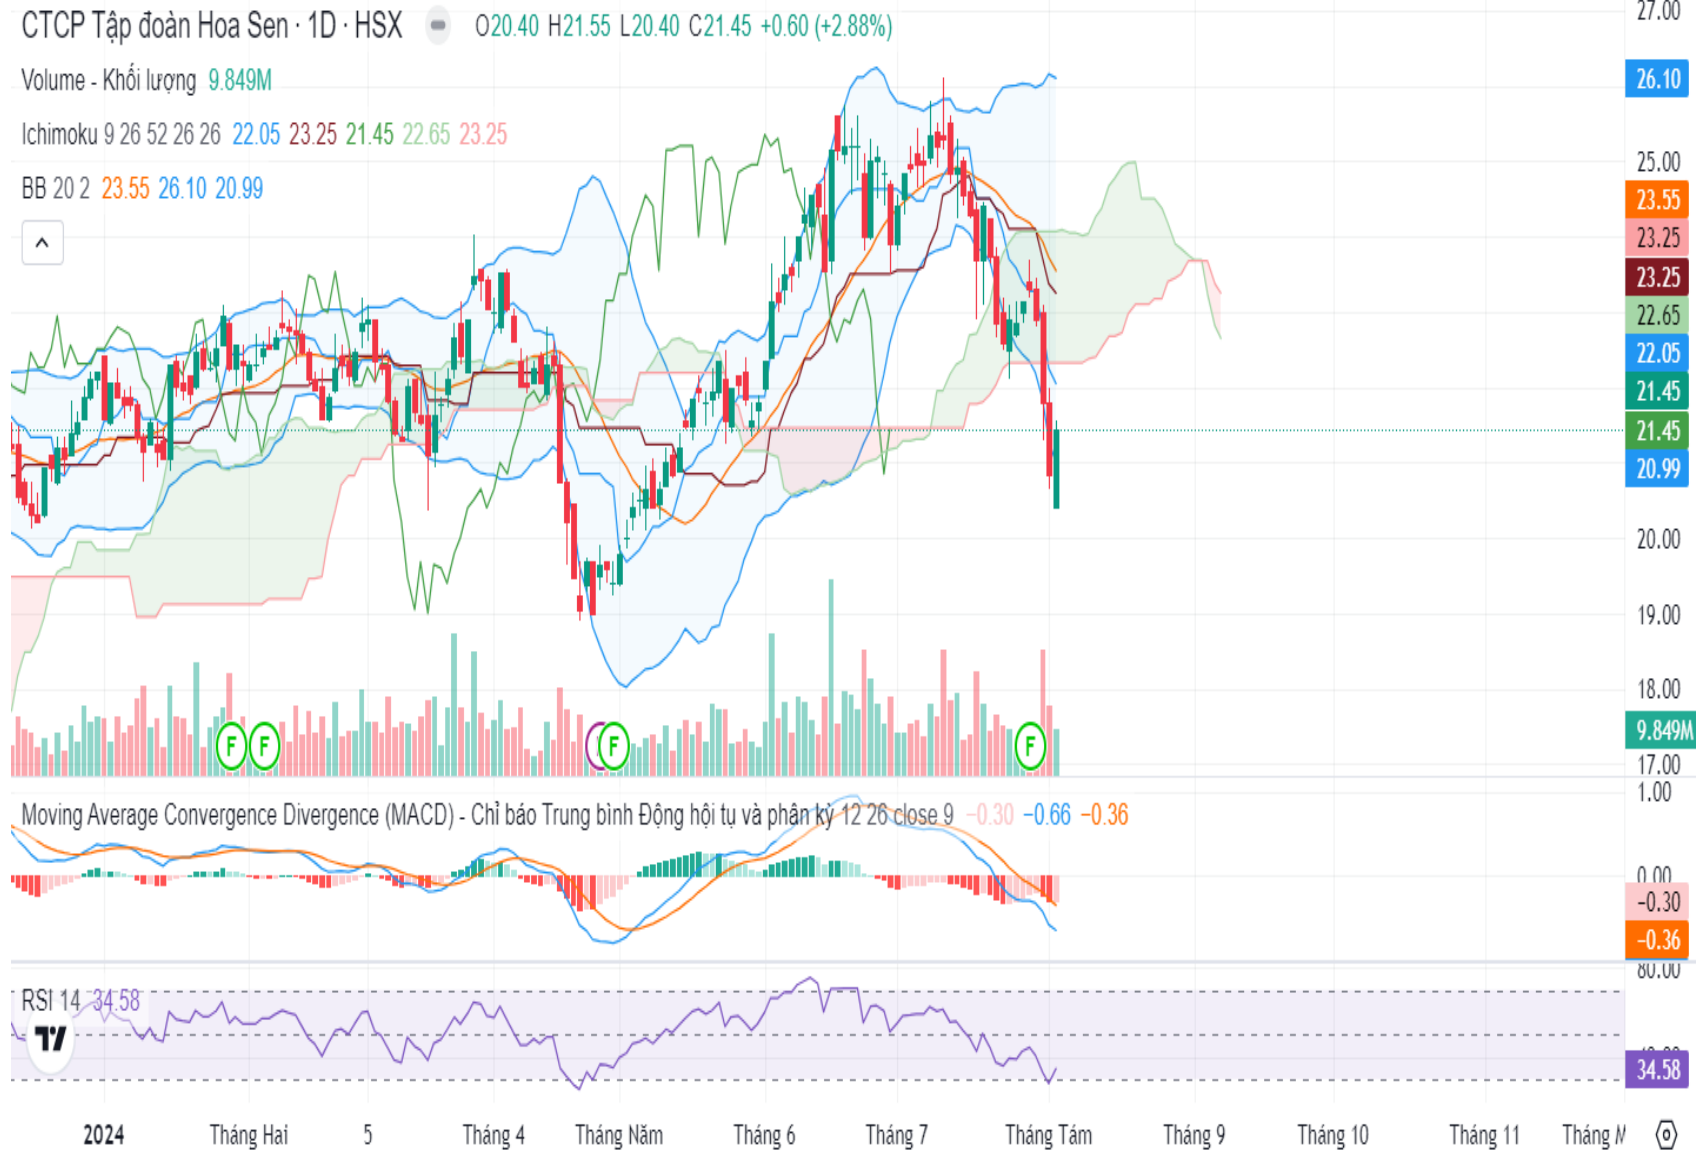 CTCP Tập đoàn Hoa Sen · 1D · HSX O20.40 H21.55 L20.40 C21.45 +0.60 (+2.88%)
Volume - Khối lượng 9.849M
Ichimoku 9 26 52 26 26 22.05 23.25 21.45 22.65 23.25
BB 20 2 23.55 26.10 20.99
27.00
26.10
25.00
23.55
23.25
23.25
22.65
22.05
21.45
21.45
20.99
20.00
19.00
18.00
9.849M
17.00
F F F F
1.00
Moving Average Convergence Divergence (MACD) - Chỉ báo Trung bình Động hội tụ và phân kỳ 12 26 close 9 −0.30 −0.66 −0.36
0.00
−0.30
−0.36
80.00
RSI 14 34.58
34.58
2024 Tháng Hai 5 Tháng 4 Tháng Năm Tháng 6 Tháng 7 Tháng Tám Tháng 9 Tháng 10 Tháng 11 Tháng